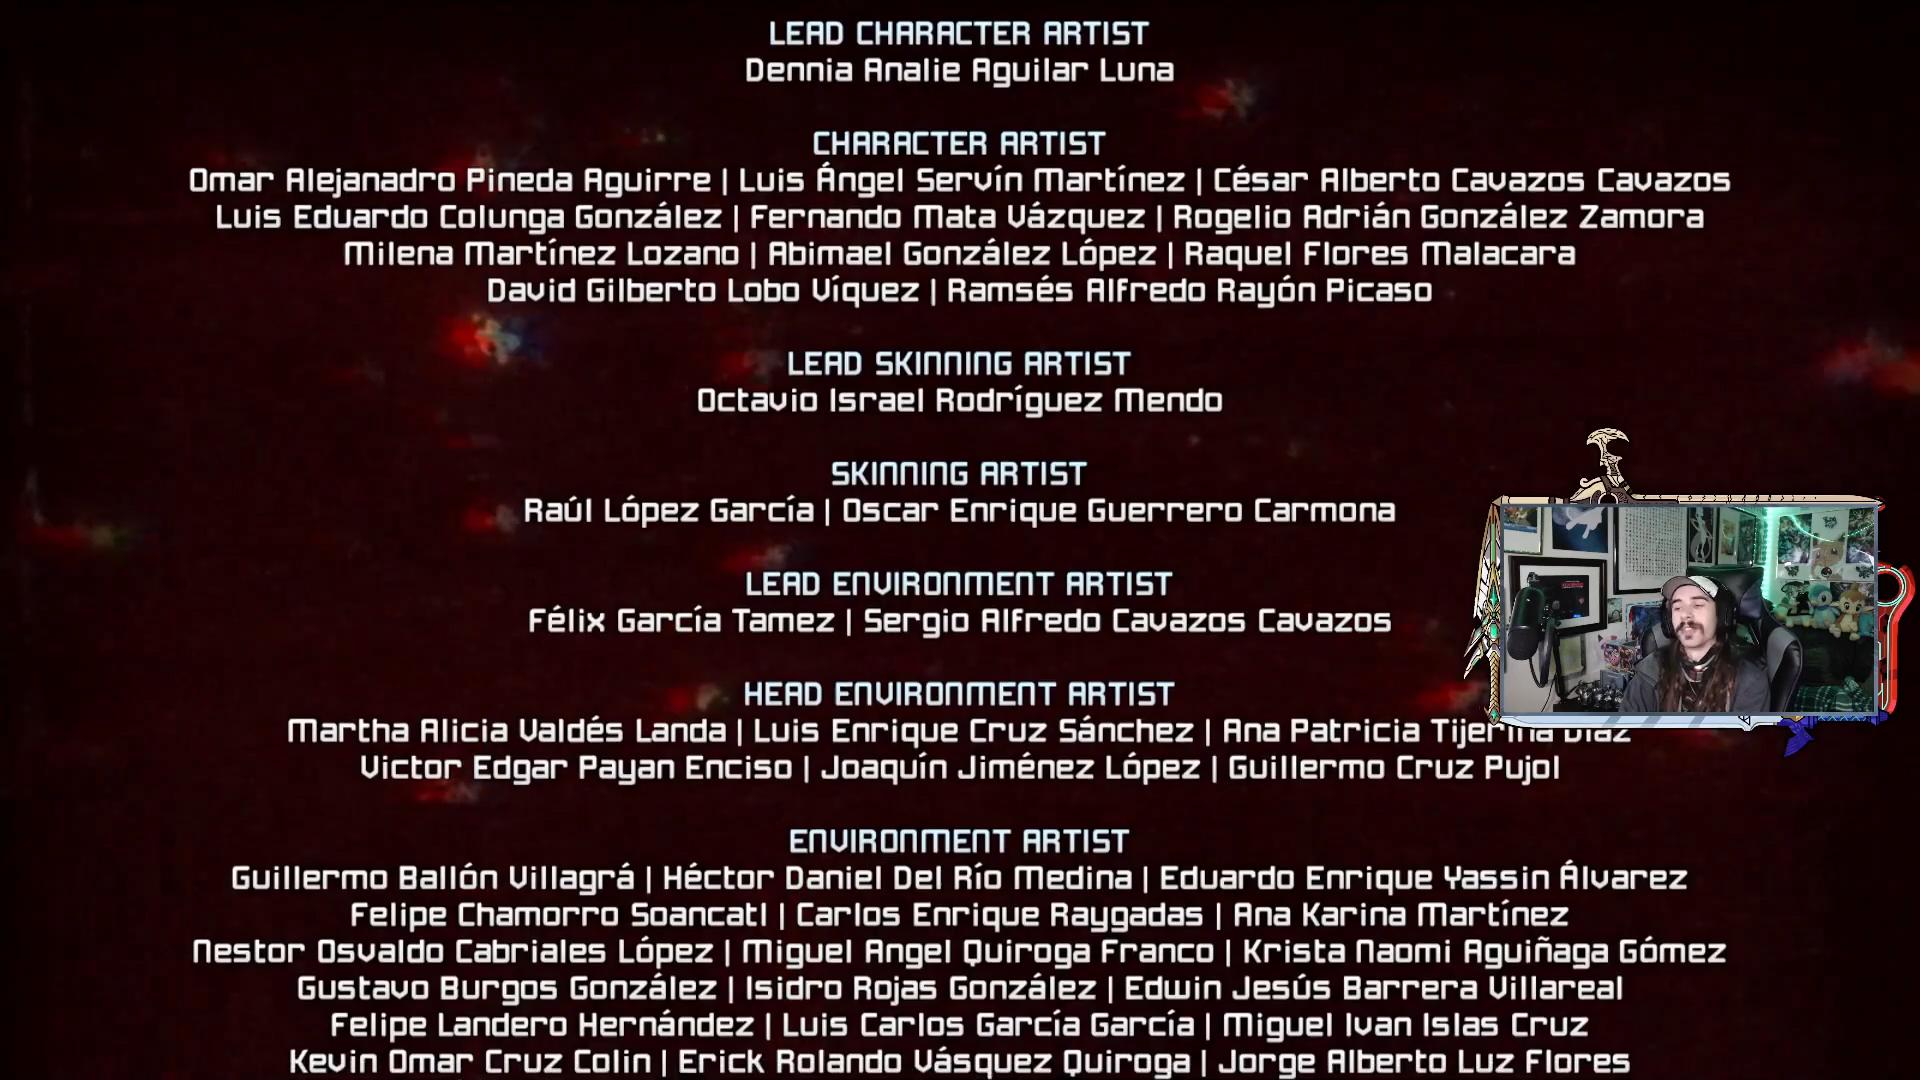 LEAD CHARACTER ARTIST
Dennia Analie Aguilar Luna
CHARACTER ARTIST
Omar Alejanadro Pineda Aguirre | Luis Ángel Servín Martínez | César Alberto Cavazos Cavazos
Luis Eduardo Colunga González | Fernando Mata Vázquez | Rogelio Adrián González Zamora
Milena Martínez Lozano | Abimael González López | Raquel Flores Malacara
David Gilberto Lobo Víquez | Ramsés Alfredo Rayón Picaso
LEAD SKINNING ARTIST
Octavio Israel Rodríguez Mendo
SKINNING ARTIST
Raúl López García | Oscar Enrique Guerrero Carmona
LEAD ENVIRONMENT ARTIST
Félix García Tamez | Sergio Alfredo Cavazos Cavazos
HEAD ENVIRONMENT ARTIST
Martha Alicia Valdés Landa | Luis Enrique Cruz Sánchez | Ana Patricia Tijerina Díaz
Victor Edgar Payan Enciso | Joaquín Jiménez López | Guillermo Cruz Pujol
ENVIRONMENT ARTIST
Guillermo Ballón Villagrá | Héctor Daniel Del Río Medina | Eduardo Enrique Yassin Álvarez
Felipe Chamorro Soancatl | Carlos Enrique Raygadas | Ana Karina Martínez
Nestor Osvaldo Cabriales López | Miguel Angel Quiroga Franco | Krista Naomi Aguiñaga Gómez
Gustavo Burgos González | Isidro Rojas González | Edwin Jesús Barrera Villareal
Felipe Landero Hernández | Luis Carlos García García | Miguel Ivan Islas Cruz
Kevin Omar Cruz Colin | Erick Rolando Vásquez Quiroga | Jorge Alberto Luz Flores